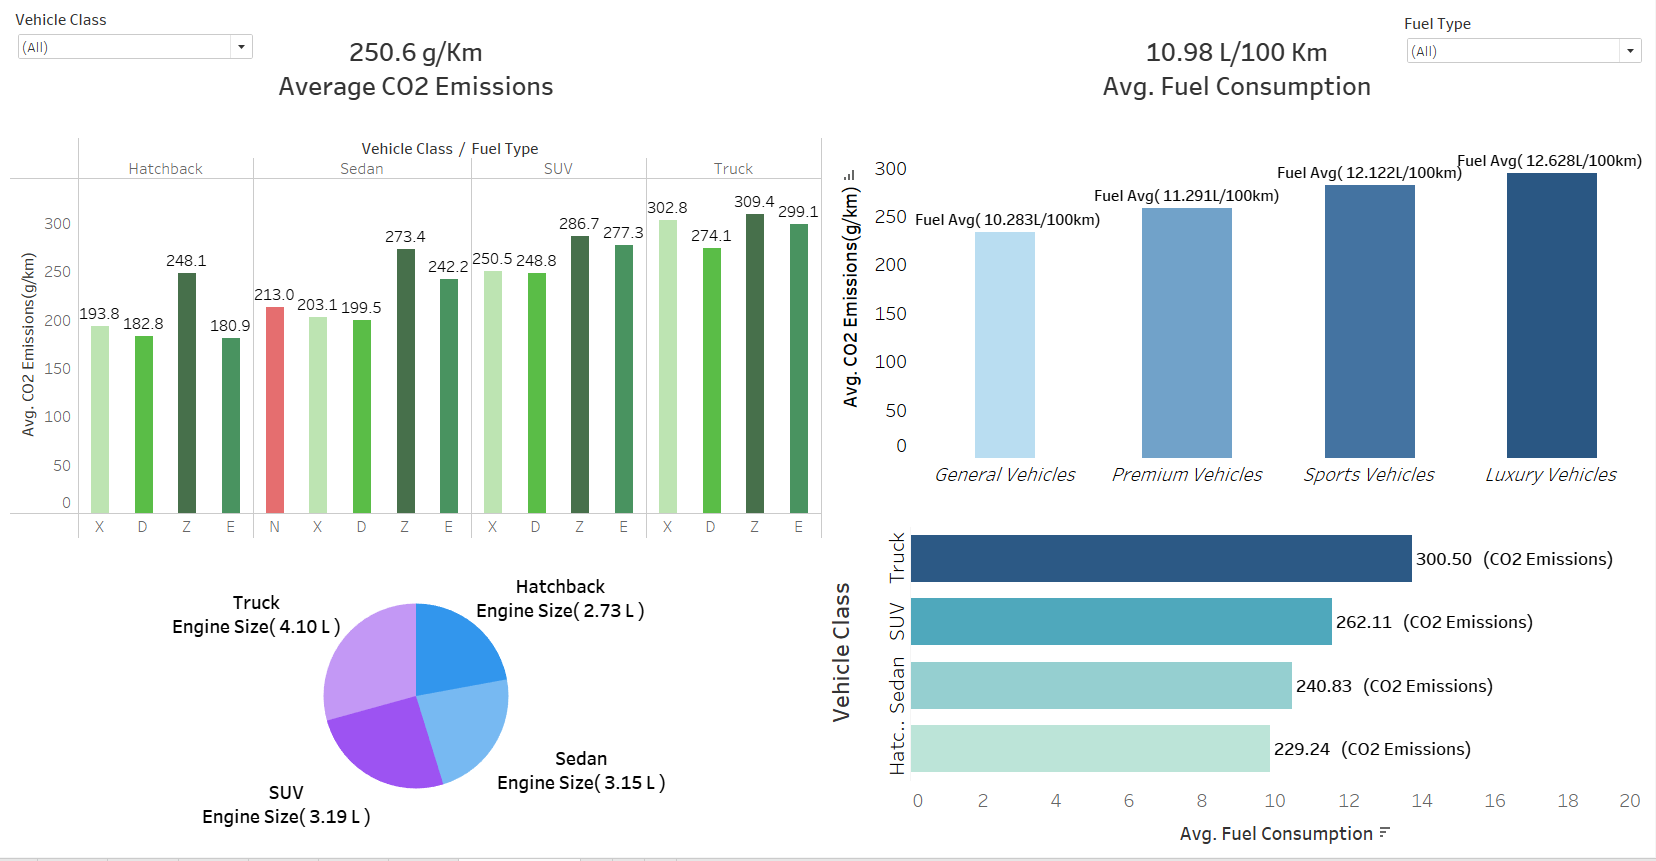 Vehicle Class
(All)
250.6 g/Km
Average CO2 Emissions
10.98 L/100 Km
Avg. Fuel Consumption
Fuel Type
(All)
Vehicle Class / Fuel Type
Hatchback Sedan SUV Truck
Avg. CO2 Emissions(g/km)
300
250
200
150
100
50
0
193.8 182.8 248.1 180.9
213.0 203.1 199.5 273.4 242.2
250.5 248.8 286.7 277.3
302.8 274.1 309.4 299.1
X D Z E N X D Z E X D Z E X D Z E
Avg. CO2 Emissions(g/km)
300
250
200
150
100
50
0
Fuel Avg( 10.283L/100km)
Fuel Avg( 11.291L/100km)
Fuel Avg( 12.122L/100km)
Fuel Avg( 12.628L/100km)
General Vehicles Premium Vehicles Sports Vehicles Luxury Vehicles
Hatchback
Engine Size( 2.73 L )
Truck
Engine Size( 4.10 L )
Sedan
Engine Size( 3.15 L )
SUV
Engine Size( 3.19 L )
Vehicle Class
Truck
300.50 (CO2 Emissions)
SUV
262.11 (CO2 Emissions)
Sedan
240.83 (CO2 Emissions)
Hatc..
229.24 (CO2 Emissions)
0 2 4 6 8 10 12 14 16 18 20
Avg. Fuel Consumption